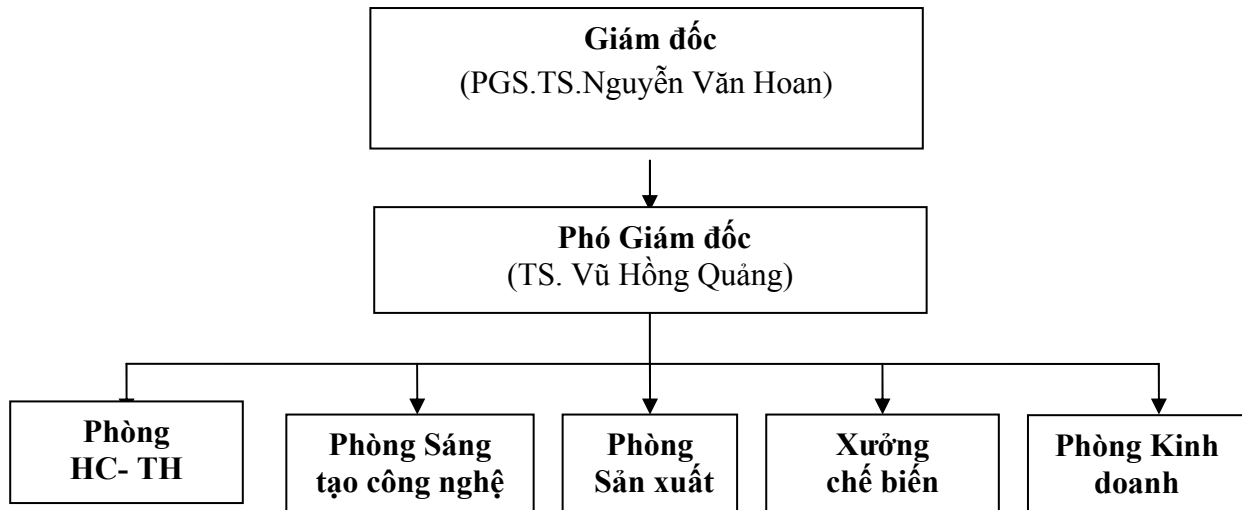 Giám đốc
(PGS.TS.Nguyễn Văn Hoan)
Phó Giám đốc
(TS. Vũ Hồng Quảng)
Phòng
HC- TH
Phòng Sáng
tạo công nghệ
Phòng
Sản xuất
Xưởng
chế biến
Phòng Kinh
doanh